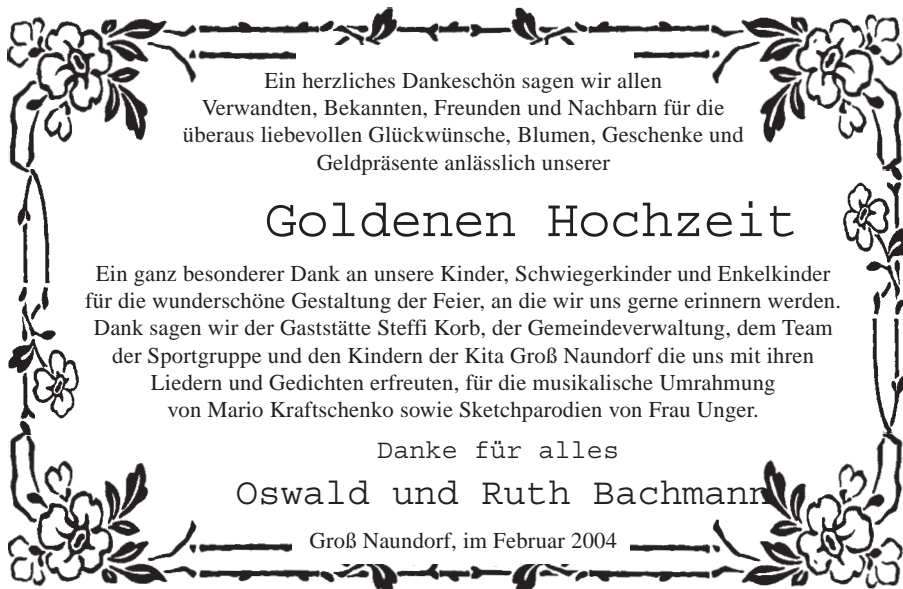 Ein herzliches Dankeschön sagen wir allen
Verwandten, Bekannten, Freunden und Nachbarn für die
überaus liebevollen Glückwünsche, Blumen, Geschenke und
Geldpräsente anlässlich unserer
Goldenen Hochzeit
Ein ganz besonderer Dank an unsere Kinder, Schwiegerkinder und Enkelkinder
für die wunderschöne Gestaltung der Feier, an die wir uns gerne erinnern werden.
Dank sagen wir der Gaststätte Steffi Korb, der Gemeindeverwaltung, dem Team
der Sportgruppe und den Kindern der Kita Groß Naundorf die uns mit ihren
Liedern und Gedichten erfreuten, für die musikalische Umrahmung
von Mario Kraftschenko sowie Sketchparodien von Frau Unger.
Danke für alles
Oswald und Ruth Bachmann
Groß Naundorf, im Februar 2004